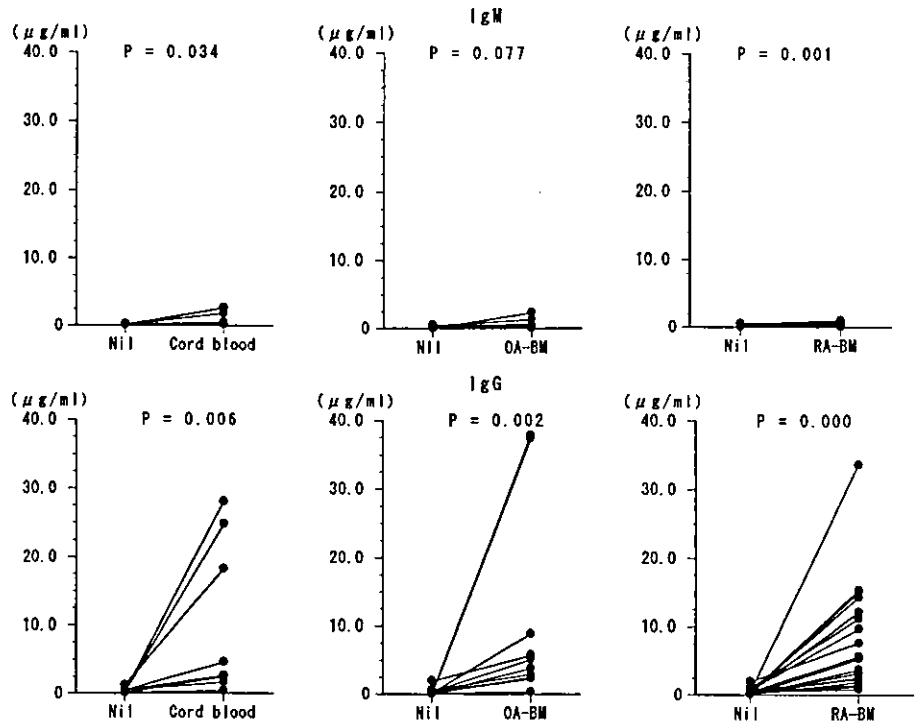 IgM
(μg/ml) (μg/ml) (μg/ml)
40.0 P = 0.034 40.0 P = 0.077 40.0 P = 0.001
30.0 30.0 30.0
20.0 20.0 20.0
10.0 10.0 10.0
0 0 0
Nil Cord blood Nil OA-BM Nil RA-BM
IgG
(μg/ml) (μg/ml) (μg/ml)
40.0 P = 0.006 40.0 P = 0.002 40.0 P = 0.000
30.0 30.0 30.0
20.0 20.0 20.0
10.0 10.0 10.0
0 0 0
Nil Cord blood Nil OA-BM Nil RA-BM